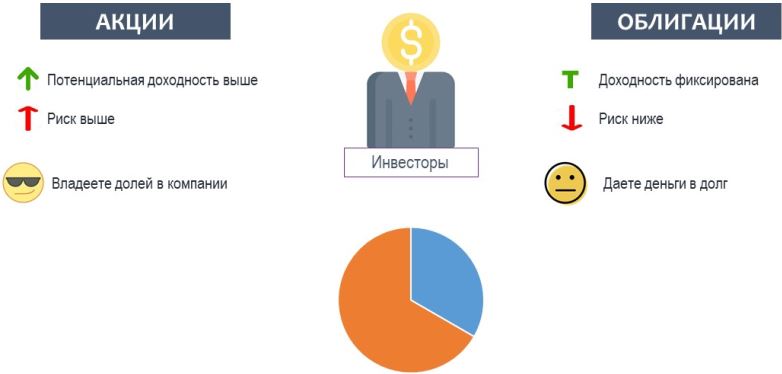 АКЦИИ
Потенциальная доходность выше
Риск выше
Владеете долей в компании
$
Инвесторы
ОБЛИГАЦИИ
Доходность фиксирована
Риск ниже
Даете деньги в долг